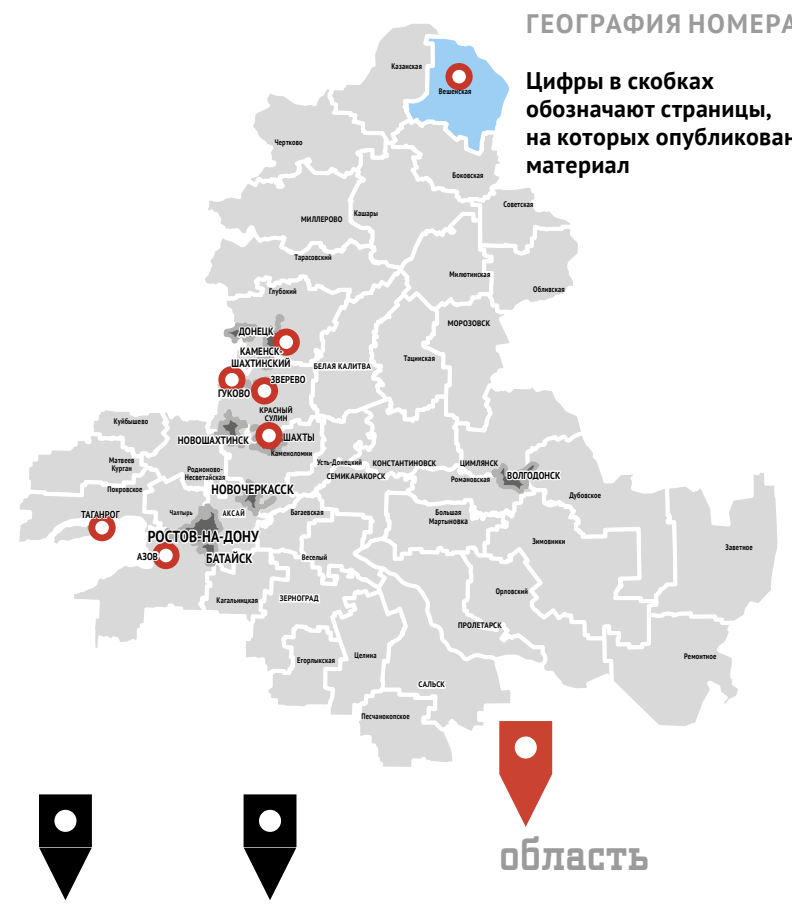 ГЕОГРАФИЯ НОМЕРА
Цифры в скобках
обозначают страницы,
на которых опубликован
материал
Казанская
Вешенская
Чертково
Боковская
Советская
МИЛЛЕРОВО
Кашары
Тарасовский
Милютинская
Обливская
Глубокий
МОРОЗОВСК
ДОНЕЦК
КАМЕНСК-
ШАХТИНСКИЙ
Тацинская
БЕЛАЯ КАЛИТВА
ЗВЕРЕВО
ГУКОВО
КРАСНЫЙ
СУЛИН
Куйбышево
НОВОШАХТИНСК
ШАХТЫ
Каменоломни
Матвеев
Курган
Родионово-
Несветайская
Усть-Донецкий
КОНСТАНТИНОВСК
ЦИМЛЯНСК
СЕМИКАРАКОРСК
Романовская
ВОЛГОДОНСК
Покровское
НОВОЧЕРКАССК
Дубовское
ТАГАНРОГ
Чалтырь
АКСАЙ
Багаевская
Большая
Мартыновка
РОСТОВ-НА-ДОНУ
Зимовники
Заветное
АЗОВ
БАТАЙСК
Веселый
Орловский
Кагальницкая
ЗЕРНОГРАД
ПРОЛЕТАРСК
Егорлыкская
Целина
Ремонтное
САЛЬСК
Песчанокопское
область